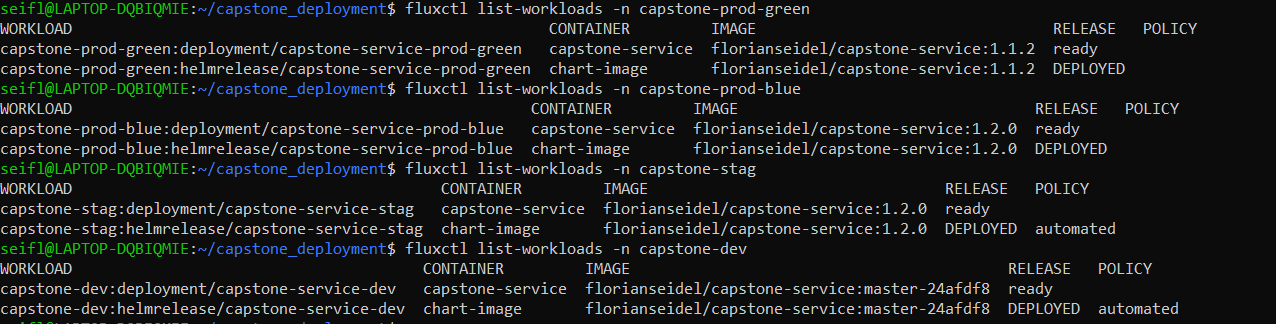 seifl@LAPTOP-DQBIQMIE:~/capstone_deployment$ fluxctl list-workloads -n capstone-prod-green
WORKLOAD CONTAINER IMAGE RELEASE POLICY
capstone-prod-green:deployment/capstone-service-prod-green capstone-service florianseidel/capstone-service:1.1.2 ready
capstone-prod-green:helmrelease/capstone-service-prod-green chart-image florianseidel/capstone-service:1.1.2 DEPLOYED
seifl@LAPTOP-DQBIQMIE:~/capstone_deployment$ fluxctl list-workloads -n capstone-prod-blue
WORKLOAD CONTAINER IMAGE RELEASE POLICY
capstone-prod-blue:deployment/capstone-service-prod-blue capstone-service florianseidel/capstone-service:1.2.0 ready
capstone-prod-blue:helmrelease/capstone-service-prod-blue chart-image florianseidel/capstone-service:1.2.0 DEPLOYED
seifl@LAPTOP-DQBIQMIE:~/capstone_deployment$ fluxctl list-workloads -n capstone-stag
WORKLOAD CONTAINER IMAGE RELEASE POLICY
capstone-stag:deployment/capstone-service-stag capstone-service florianseidel/capstone-service:1.2.0 ready
capstone-stag:helmrelease/capstone-service-stag chart-image florianseidel/capstone-service:1.2.0 DEPLOYED automated
seifl@LAPTOP-DQBIQMIE:~/capstone_deployment$ fluxctl list-workloads -n capstone-dev
WORKLOAD CONTAINER IMAGE RELEASE POLICY
capstone-dev:deployment/capstone-service-dev capstone-service florianseidel/capstone-service:master-24afdf8 ready
capstone-dev:helmrelease/capstone-service-dev chart-image florianseidel/capstone-service:master-24afdf8 DEPLOYED automated